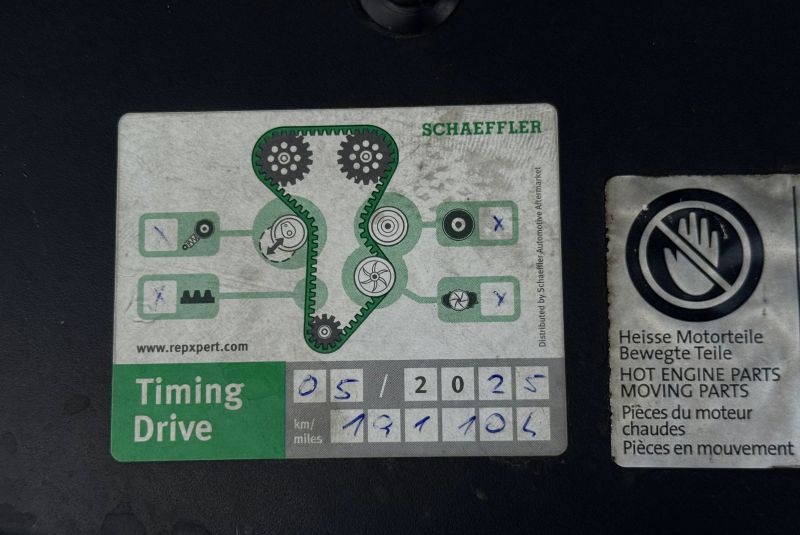 SCHAEFFLER
Distributed by Schaeffler Automotive Aftermarket
x
x
x
www.repxpert.com
Timing
Drive
05/2025
km/
miles
Heisse Motorteile
Bewegte Teile
HOT ENGINE PARTS
MOVING PARTS
Pièces du moteur
chaudes
Pièces en mouvement